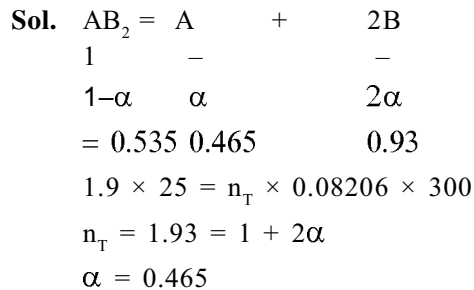 Sol. AB₂ = A + 2B
1 – –
1–α α 2α
= 0.535 0.465 0.93
1.9 × 25 = n_T × 0.08206 × 300
n_T = 1.93 = 1 + 2α
α = 0.465